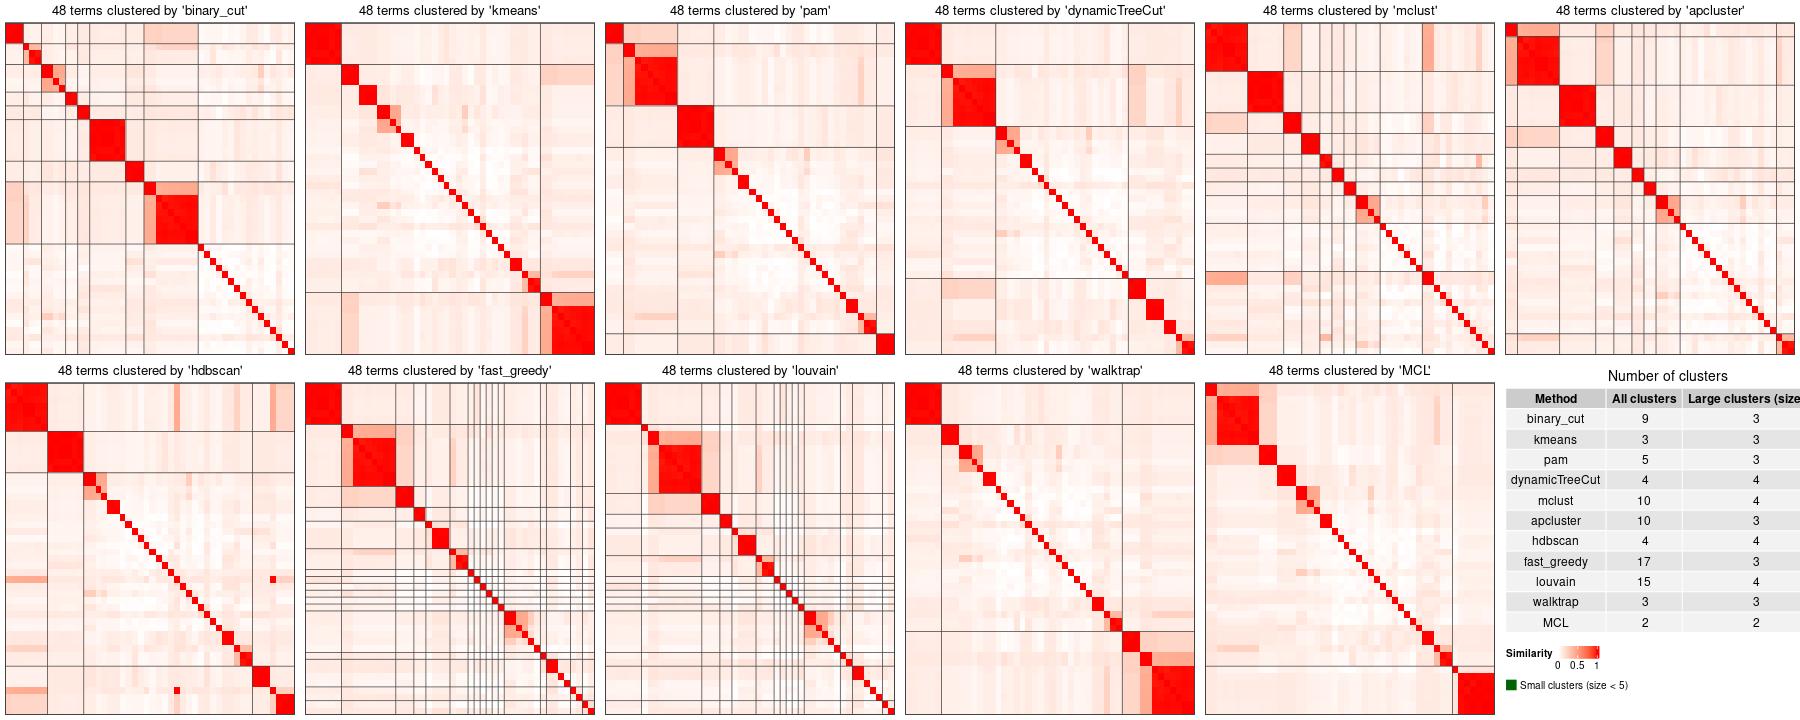 48 terms clustered by 'binary_cut'
48 terms clustered by 'kmeans'
48 terms clustered by 'pam'
48 terms clustered by 'dynamicTreeCut'
48 terms clustered by 'mclust'
48 terms clustered by 'apcluster'
48 terms clustered by 'hdbscan'
48 terms clustered by 'fast_greedy'
48 terms clustered by 'louvain'
48 terms clustered by 'walktrap'
48 terms clustered by 'MCL'
Number of clusters
Method All clusters Large clusters (size
binary_cut 9 3
kmeans 3 3
pam 5 3
dynamicTreeCut 4 4
mclust 10 4
apcluster 10 3
hdbscan 4 4
fast_greedy 17 3
louvain 15 4
walktrap 3 3
MCL 2 2
Similarity
0 0.5 1
Small clusters (size < 5)